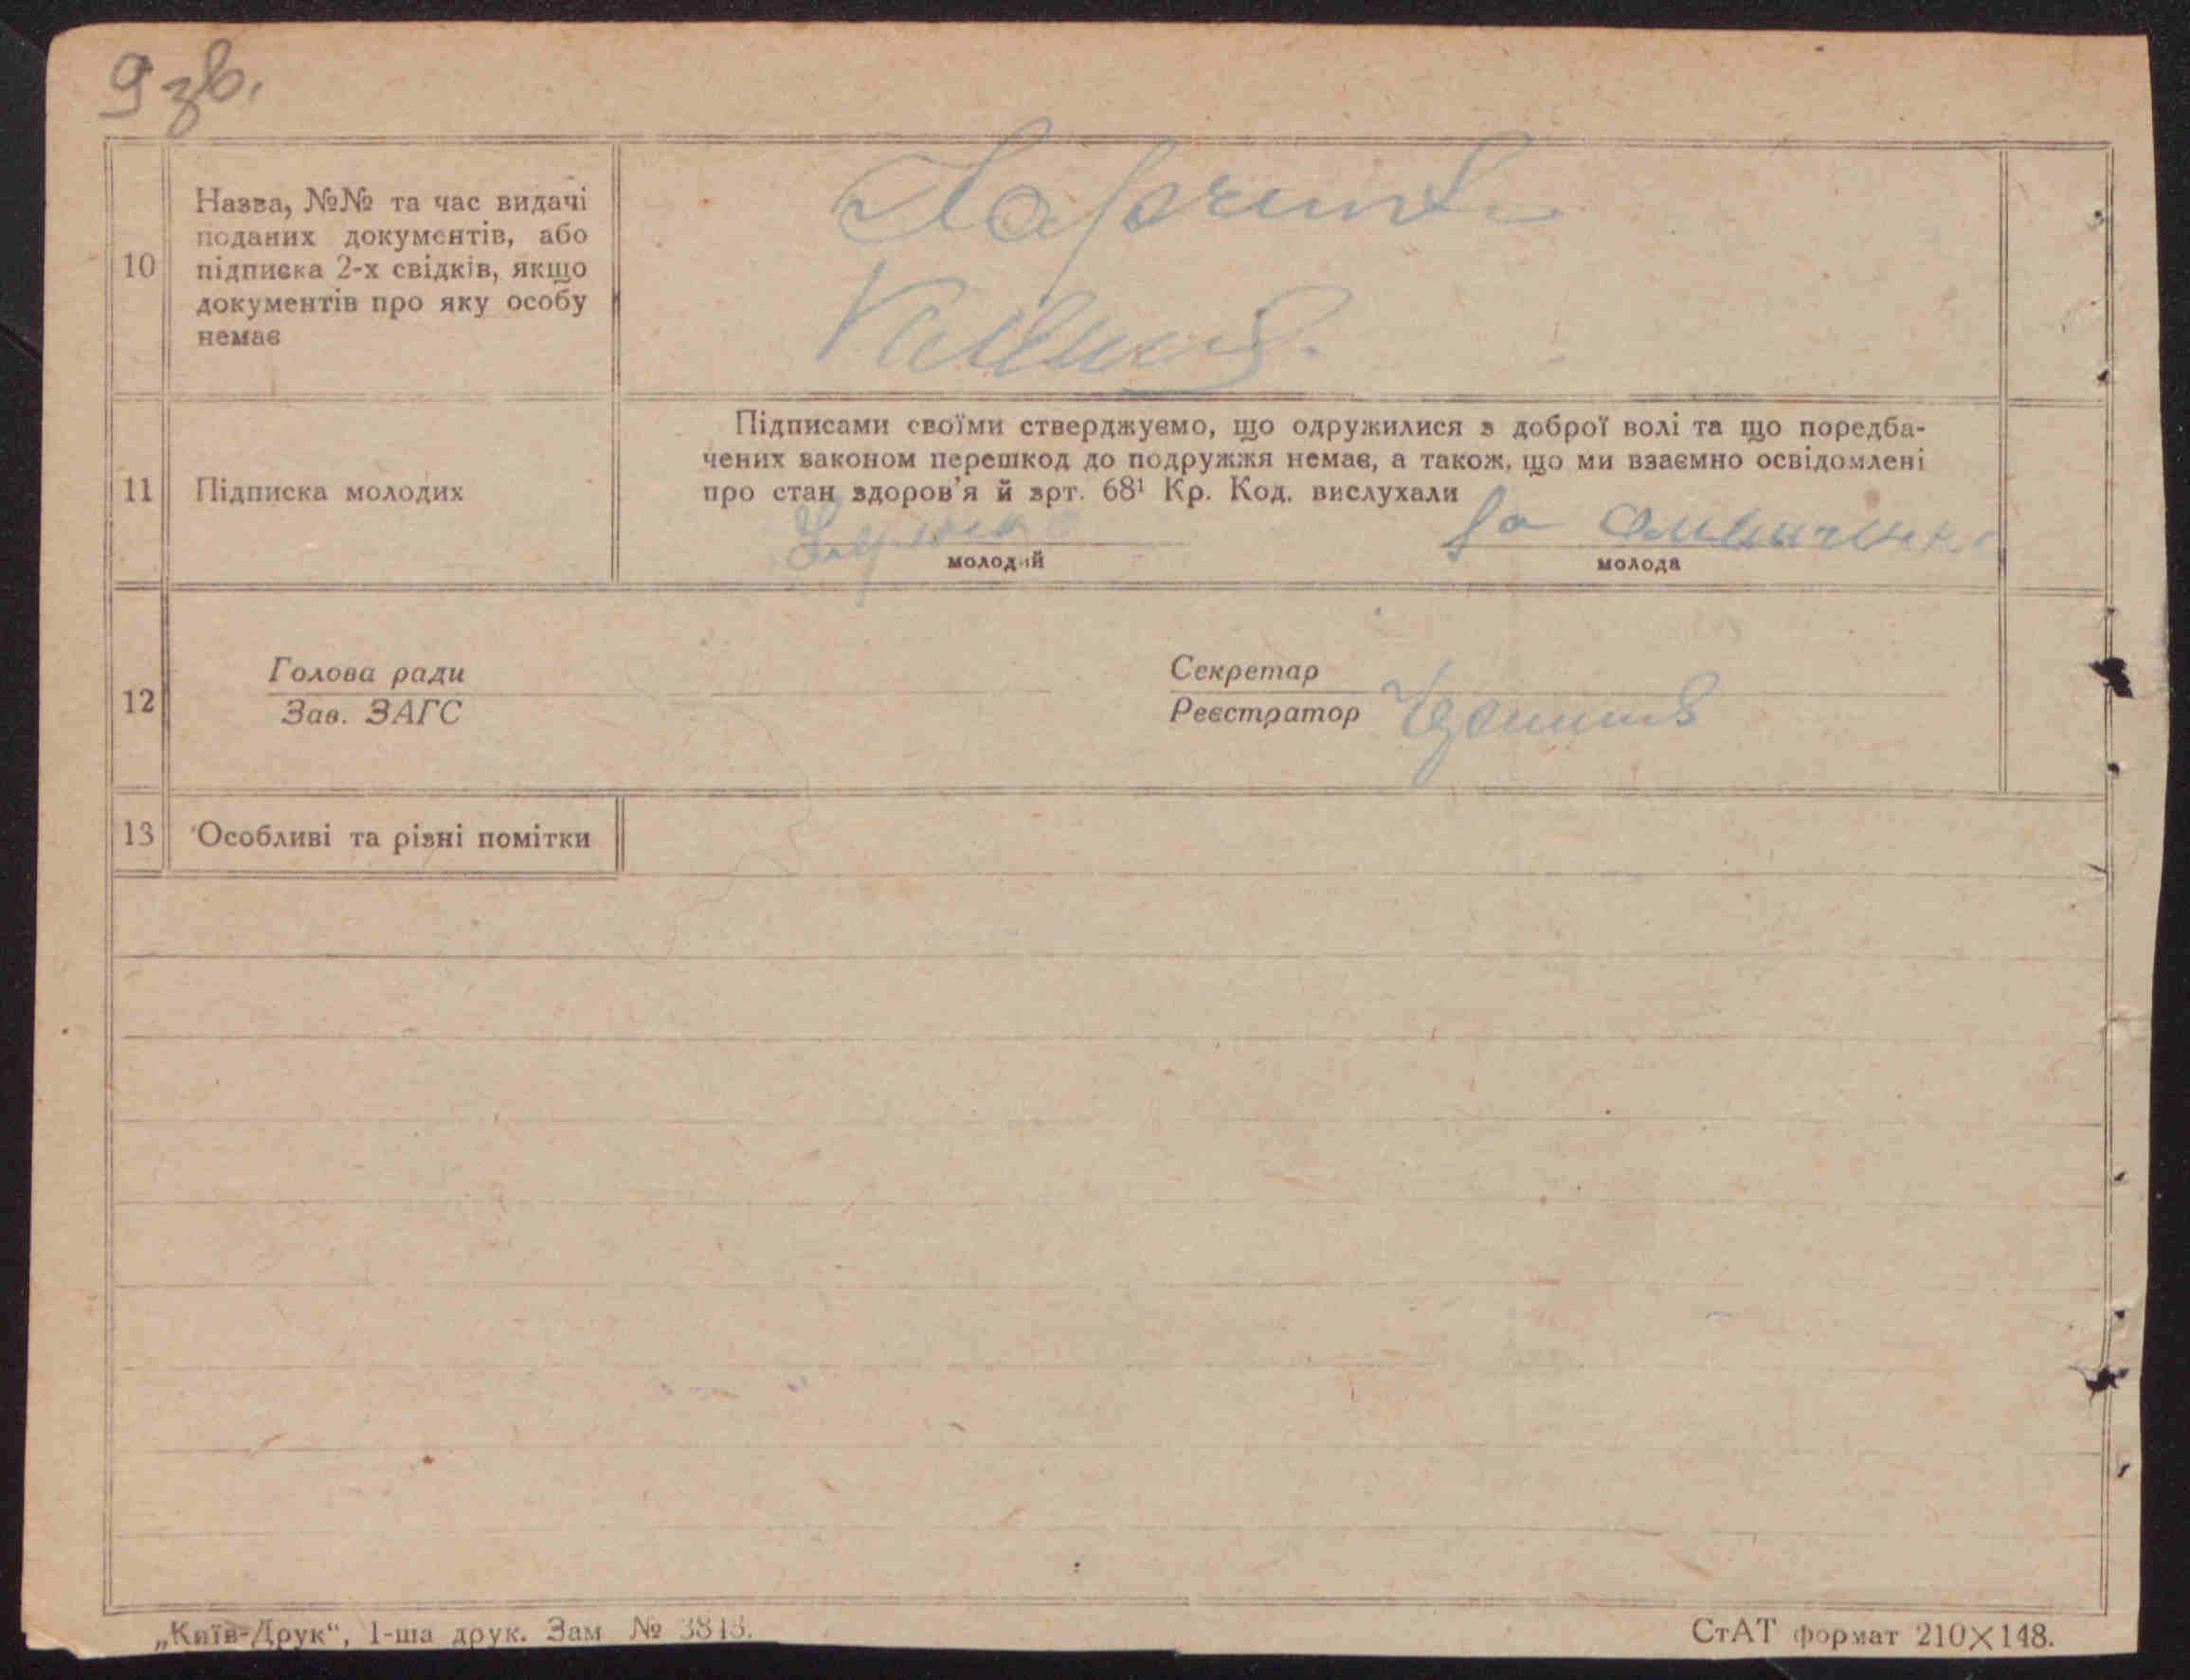 9 зв.
10
Назва, №№ та час видачі
поданих документів, або
підписка 2-х свідків, якщо
документів про яку особу
немає
11
Підписка молодих
Підписами своїми стверджуємо, що одружилися з доброї волі та що поредба-
чених законом перешкод до подружжя немає, а також, що ми взаємно освідомлені
про стан здоров’я й арт. 68¹ Кр. Код. вислухали
за
молодий
молода
12
Голова ради
Зав. ЗАГС
Секретар
Реєстратор
13
Особливі та різні помітки
„Київ-Друк“, 1-ша друк. Зам № 3813.
СтАТ формат 210×148.